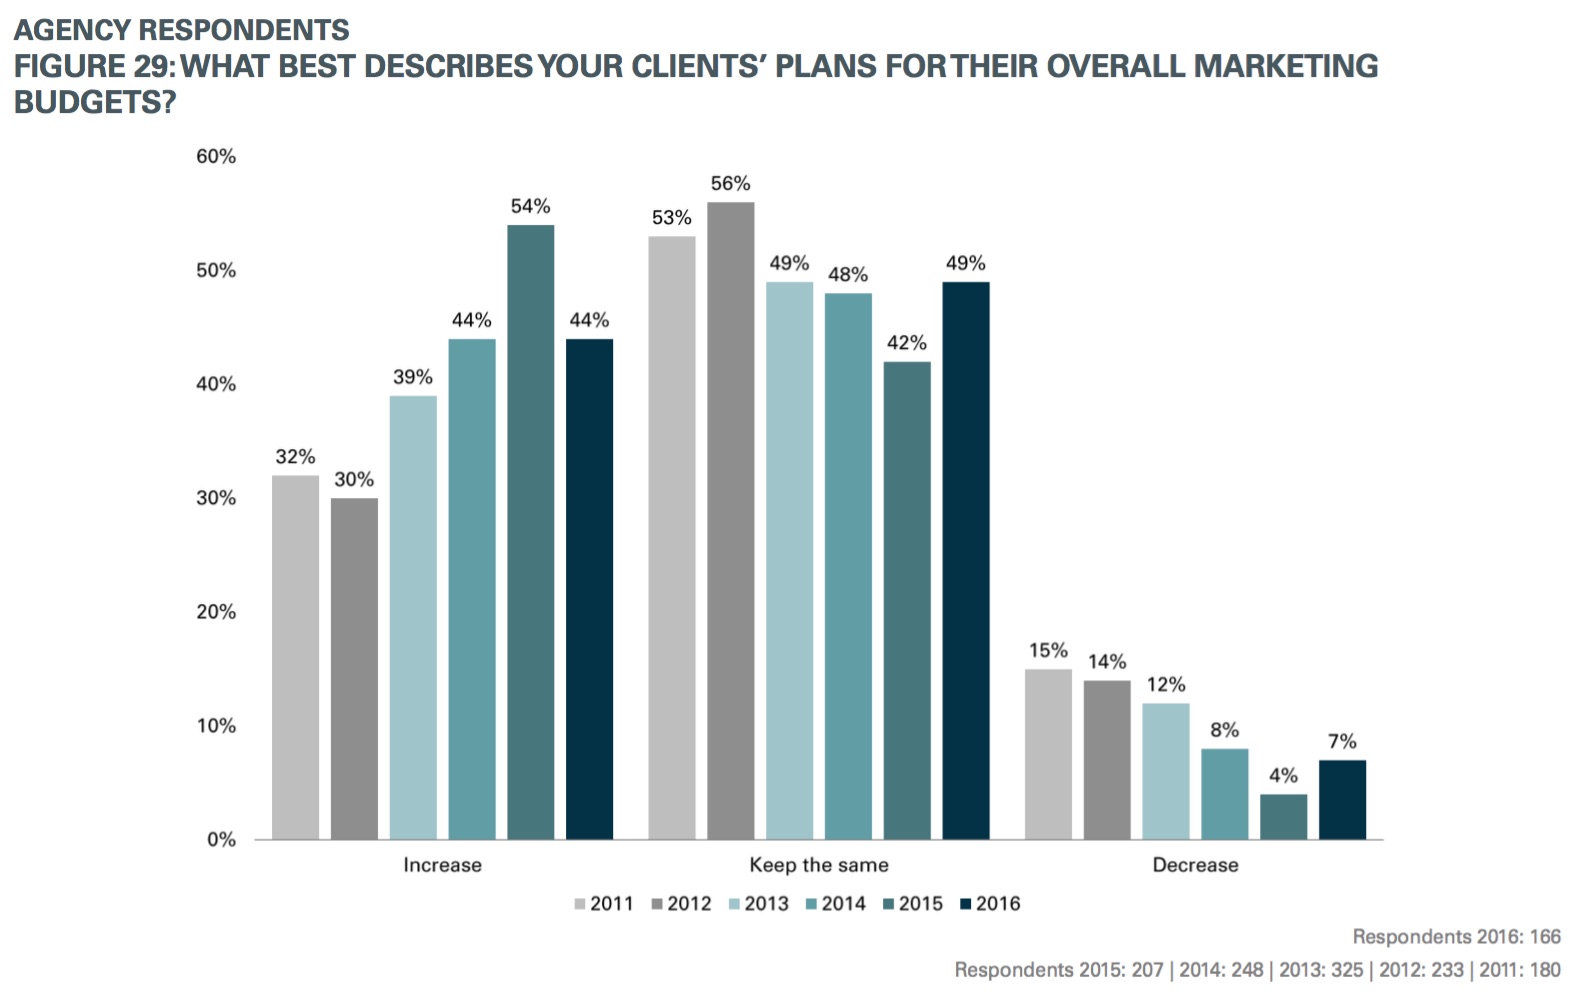 AGENCY RESPONDENTS
FIGURE 29: WHAT BEST DESCRIBES YOUR CLIENTS’ PLANS FOR THEIR OVERALL MARKETING
BUDGETS?
60%
50%
40%
30%
20%
10%
0%
32%
30%
39%
44%
54%
44%
53%
56%
49%
48%
42%
49%
15%
14%
12%
8%
4%
7%
Increase
Keep the same
Decrease
2011 2012 2013 2014 2015 2016
Respondents 2016: 166
Respondents 2015: 207 | 2014: 248 | 2013: 325 | 2012: 233 | 2011: 180